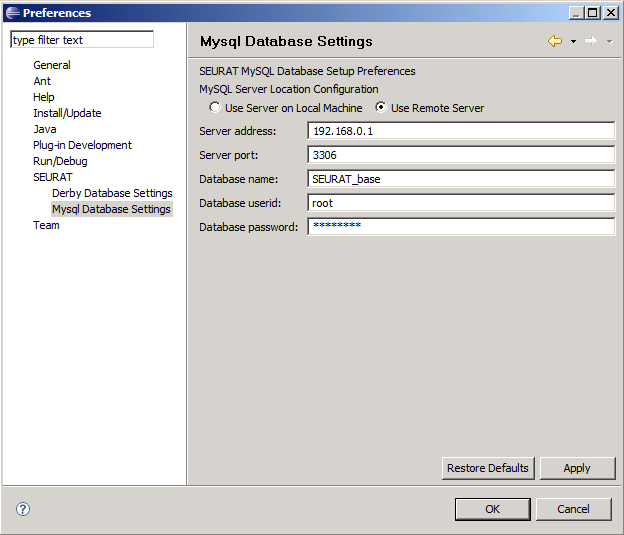 Preferences
type filter text
General
Ant
Help
Install/Update
Java
Plug-in Development
Run/Debug
SEURAT
Derby Database Settings
Mysql Database Settings
Team
Mysql Database Settings
SEURAT MySQL Database Setup Preferences
MySQL Server Location Configuration
Use Server on Local Machine Use Remote Server
Server address: 192.168.0.1
Server port: 3306
Database name: SEURAT_base
Database userid: root
Database password: ********
Restore Defaults Apply
? OK Cancel